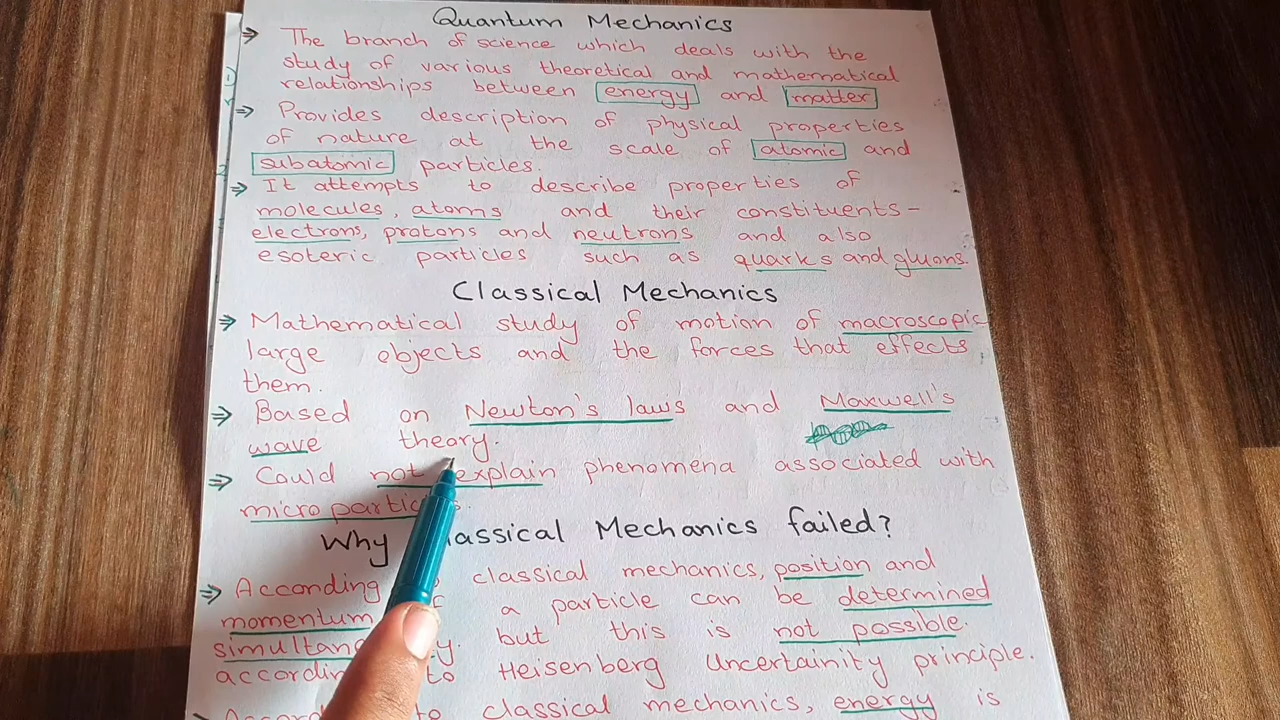 Quantum Mechanics
⇒ The branch of science which deals with the
study of various theoretical and mathematical
relationships between energy and matter
⇒ Provides description of physical properties
of nature at the scale of atomic and
subatomic particles.
⇒ It attempts to describe properties of
molecules, atoms and their constituents-
electrons, protons and neutrons and also
esoteric particles such as quarks and gluons.
Classical Mechanics
⇒ Mathematical study of motion of macroscopic
large objects and the forces that effects
them.
⇒ Based on Newton's laws and Maxwell's
wave theory.
⇒ Could not explain phenomena associated with
Why Mechanics failed?
⇒ According classical mechanics, position and
momentum a particle can be determined
but this is not possible.
to Heisenberg Uncertainity principle.
to classical mechanics, energy is